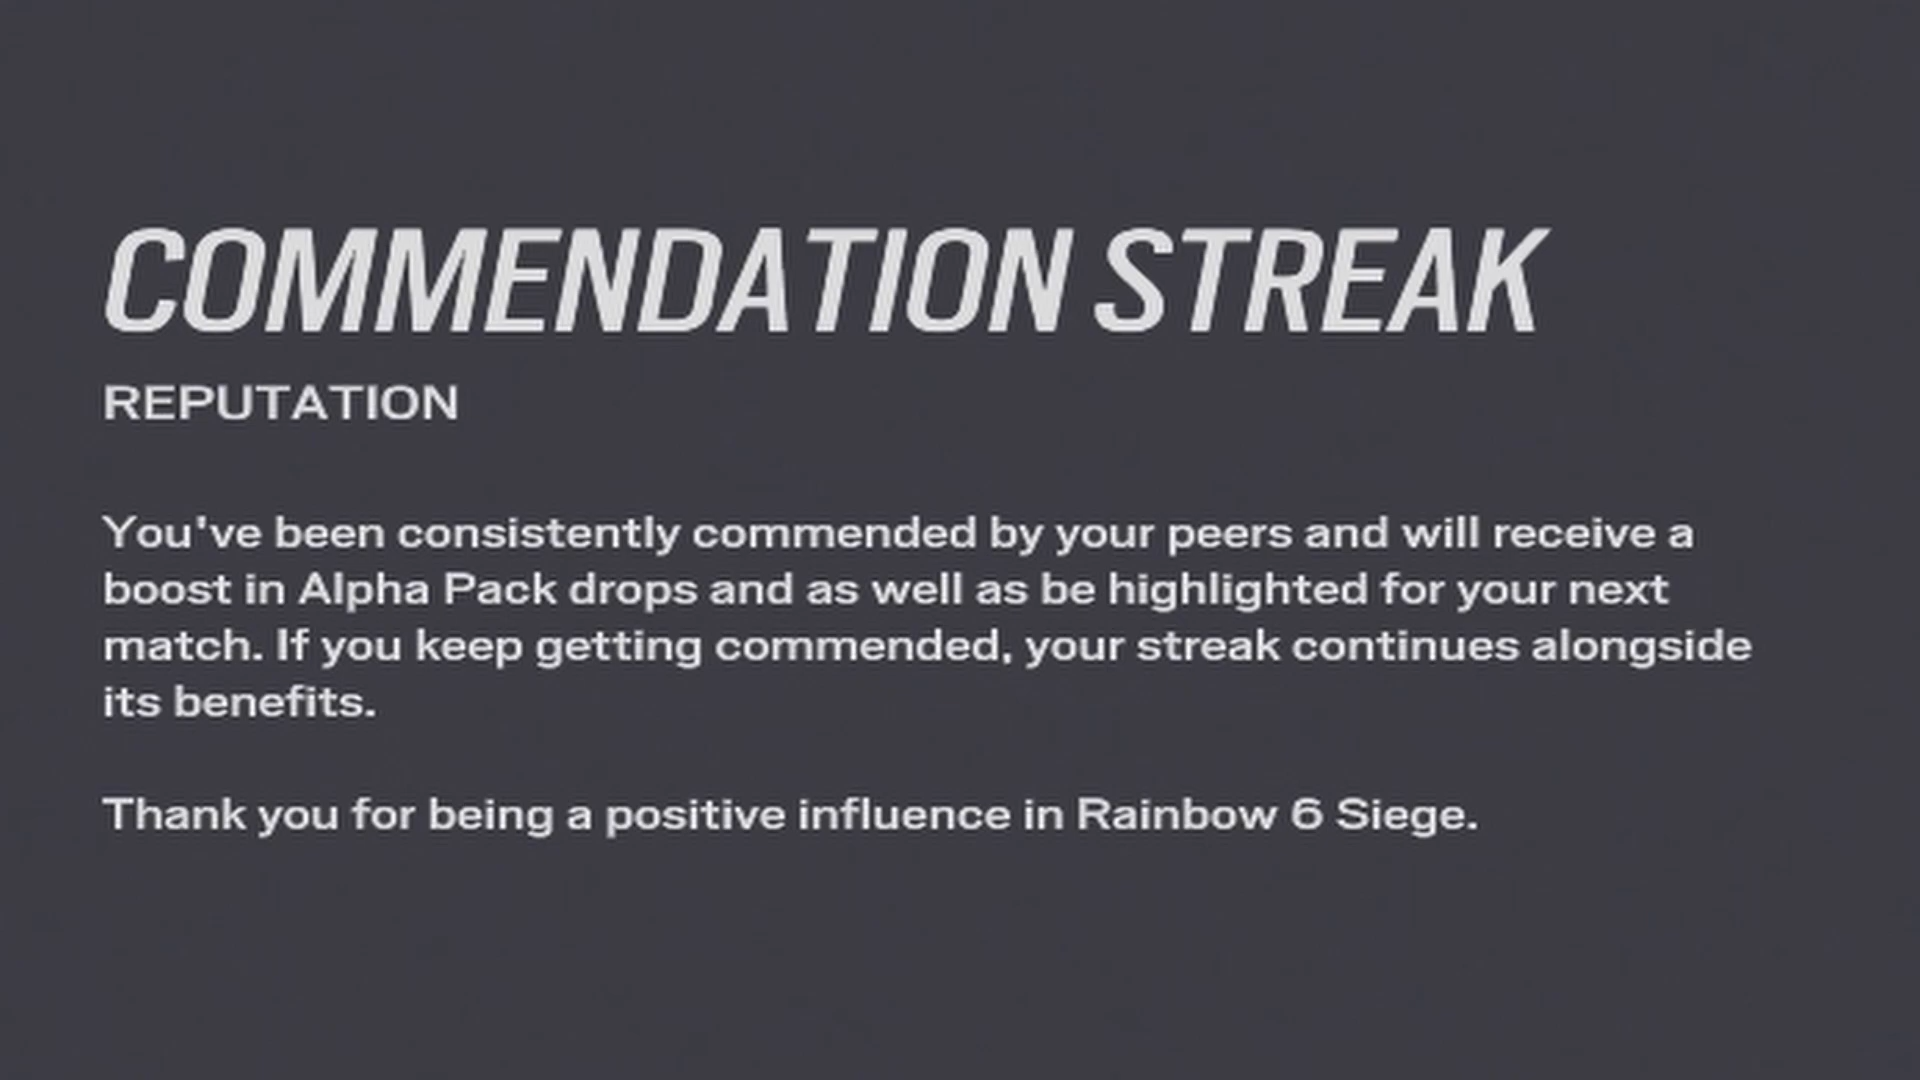 COMMENDATION STREAK
REPUTATION
You've been consistently commended by your peers and will receive a
boost in Alpha Pack drops and as well as be highlighted for your next
match. If you keep getting commended, your streak continues alongside
its benefits.
Thank you for being a positive influence in Rainbow 6 Siege.